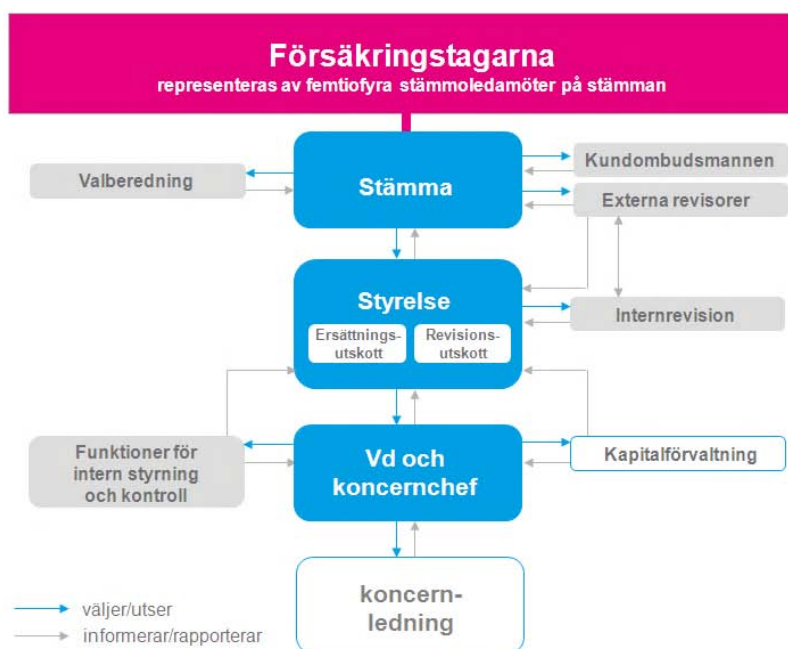 Försäkringstagarna
representeras av femtiofyra stämmoledamöter på stämman
Valberedning
Stämma
Kundombudsmannen
Externa revisorer
Styrelse
Ersättnings-
utskott
Revisions-
utskott
Internrevision
Funktioner för
intern styrning
och kontroll
Vd och
koncernchef
Kapitalförvaltning
koncern-
ledning
väljer/utser
informerar/rapporterar